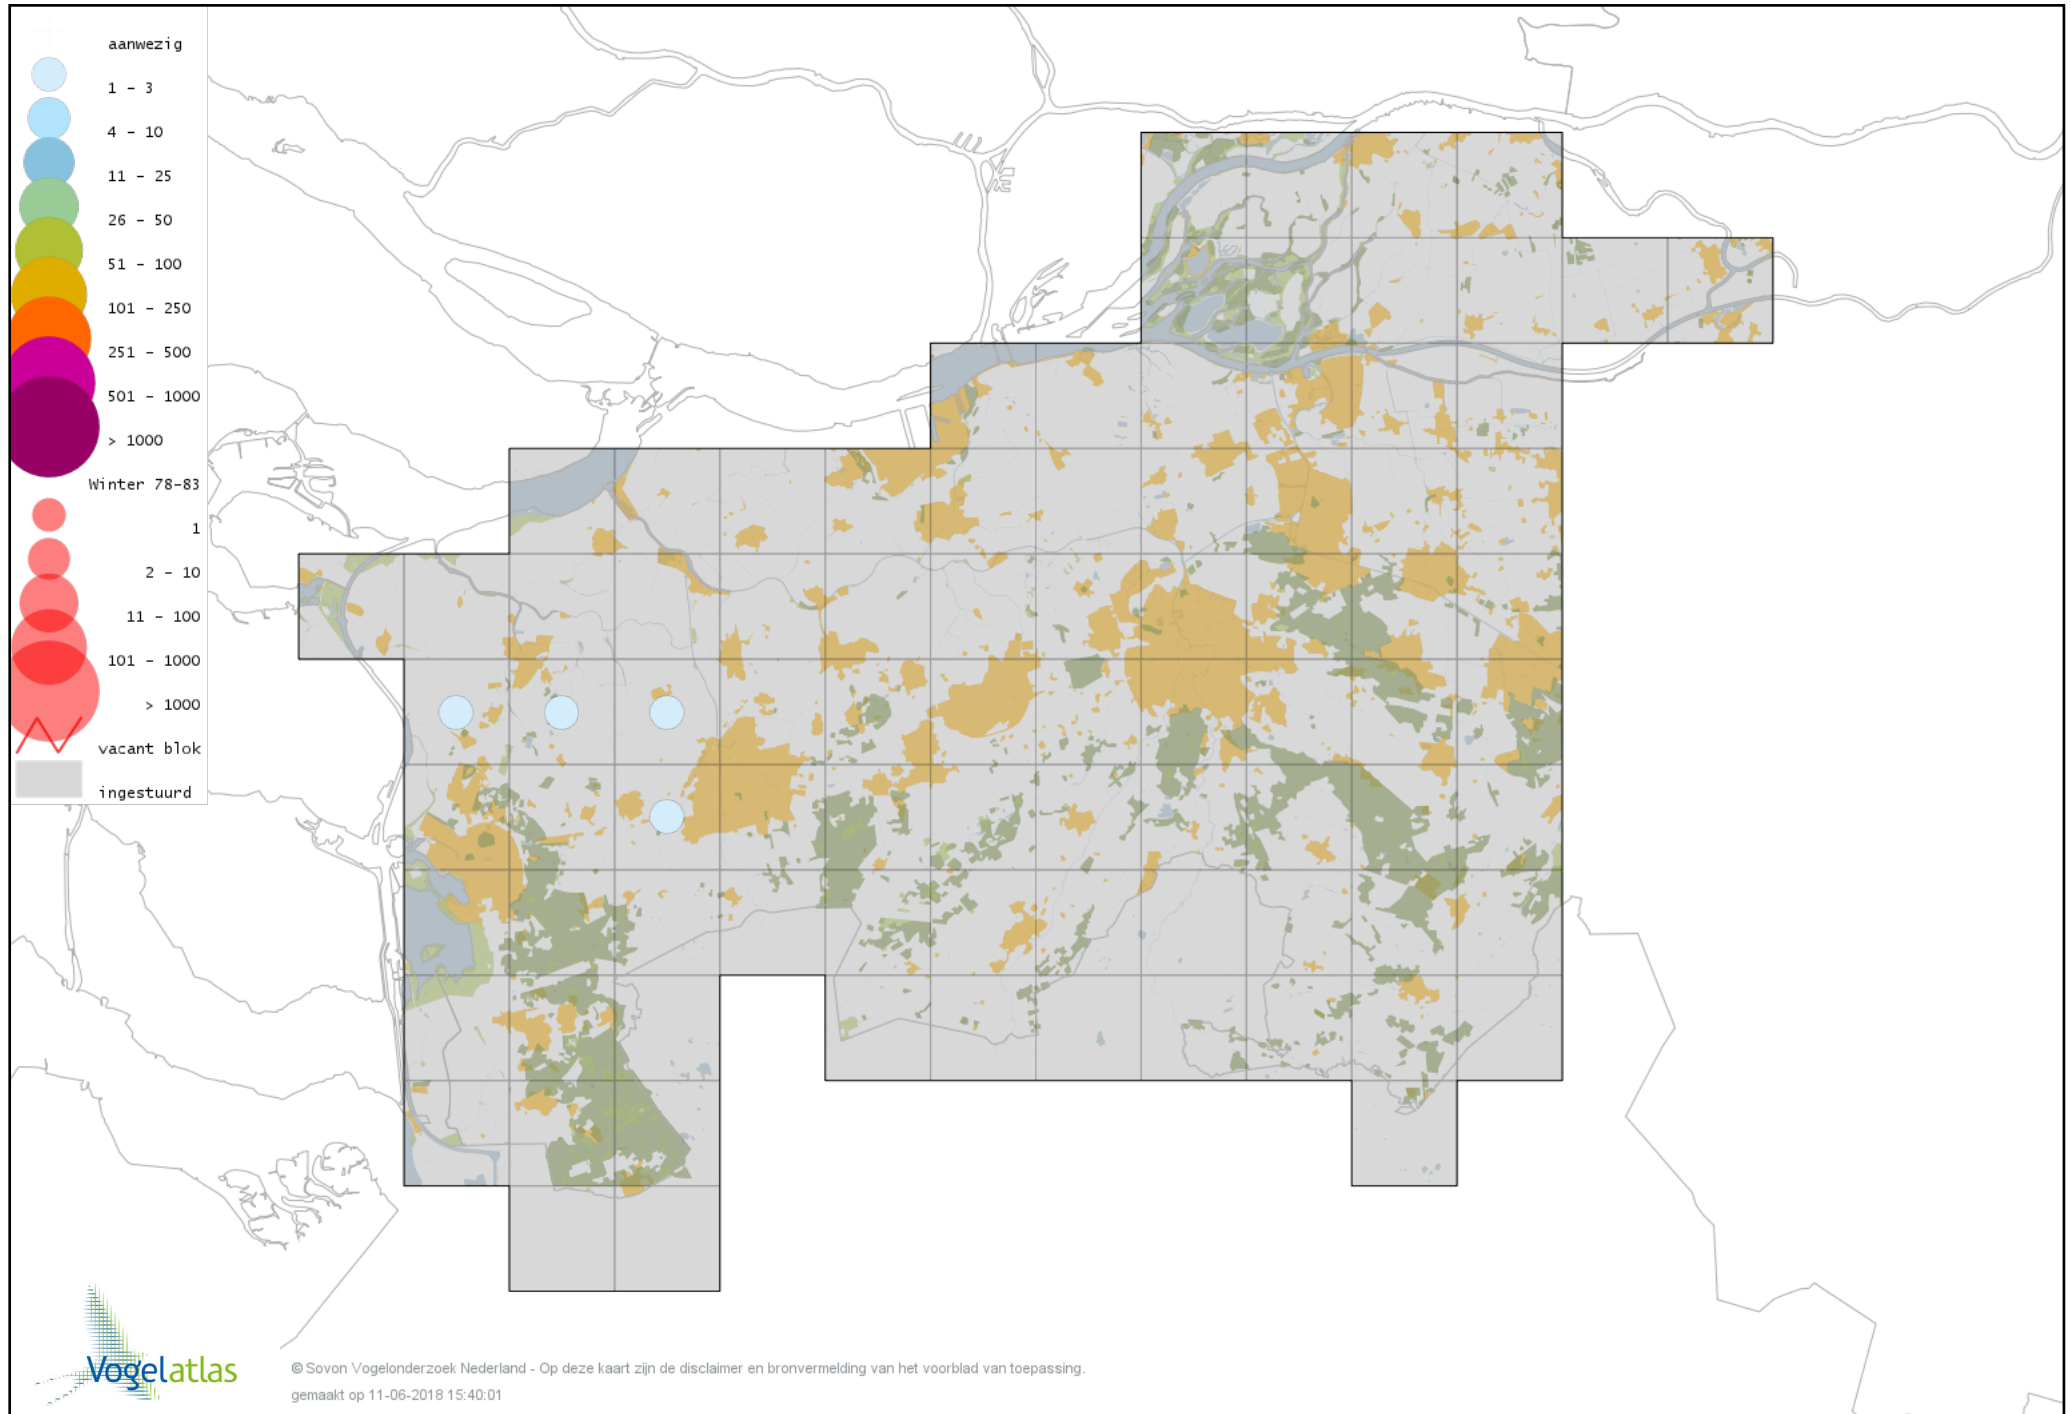 aanwezig
1 - 3
4 - 10
11 - 25
26 - 50
51 - 100
101 - 250
251 - 500
501 - 1000
> 1000
Winter 78-83
1
2 - 10
11 - 100
101 - 1000
> 1000
vacant blok
ingestuurd
Vogelatlas
© Sovon Vogelonderzoek Nederland - Op deze kaart zijn de disclaimer en bronvermelding van het voorblad van toepassing.
gemaakt op 11-06-2018 15:40:01